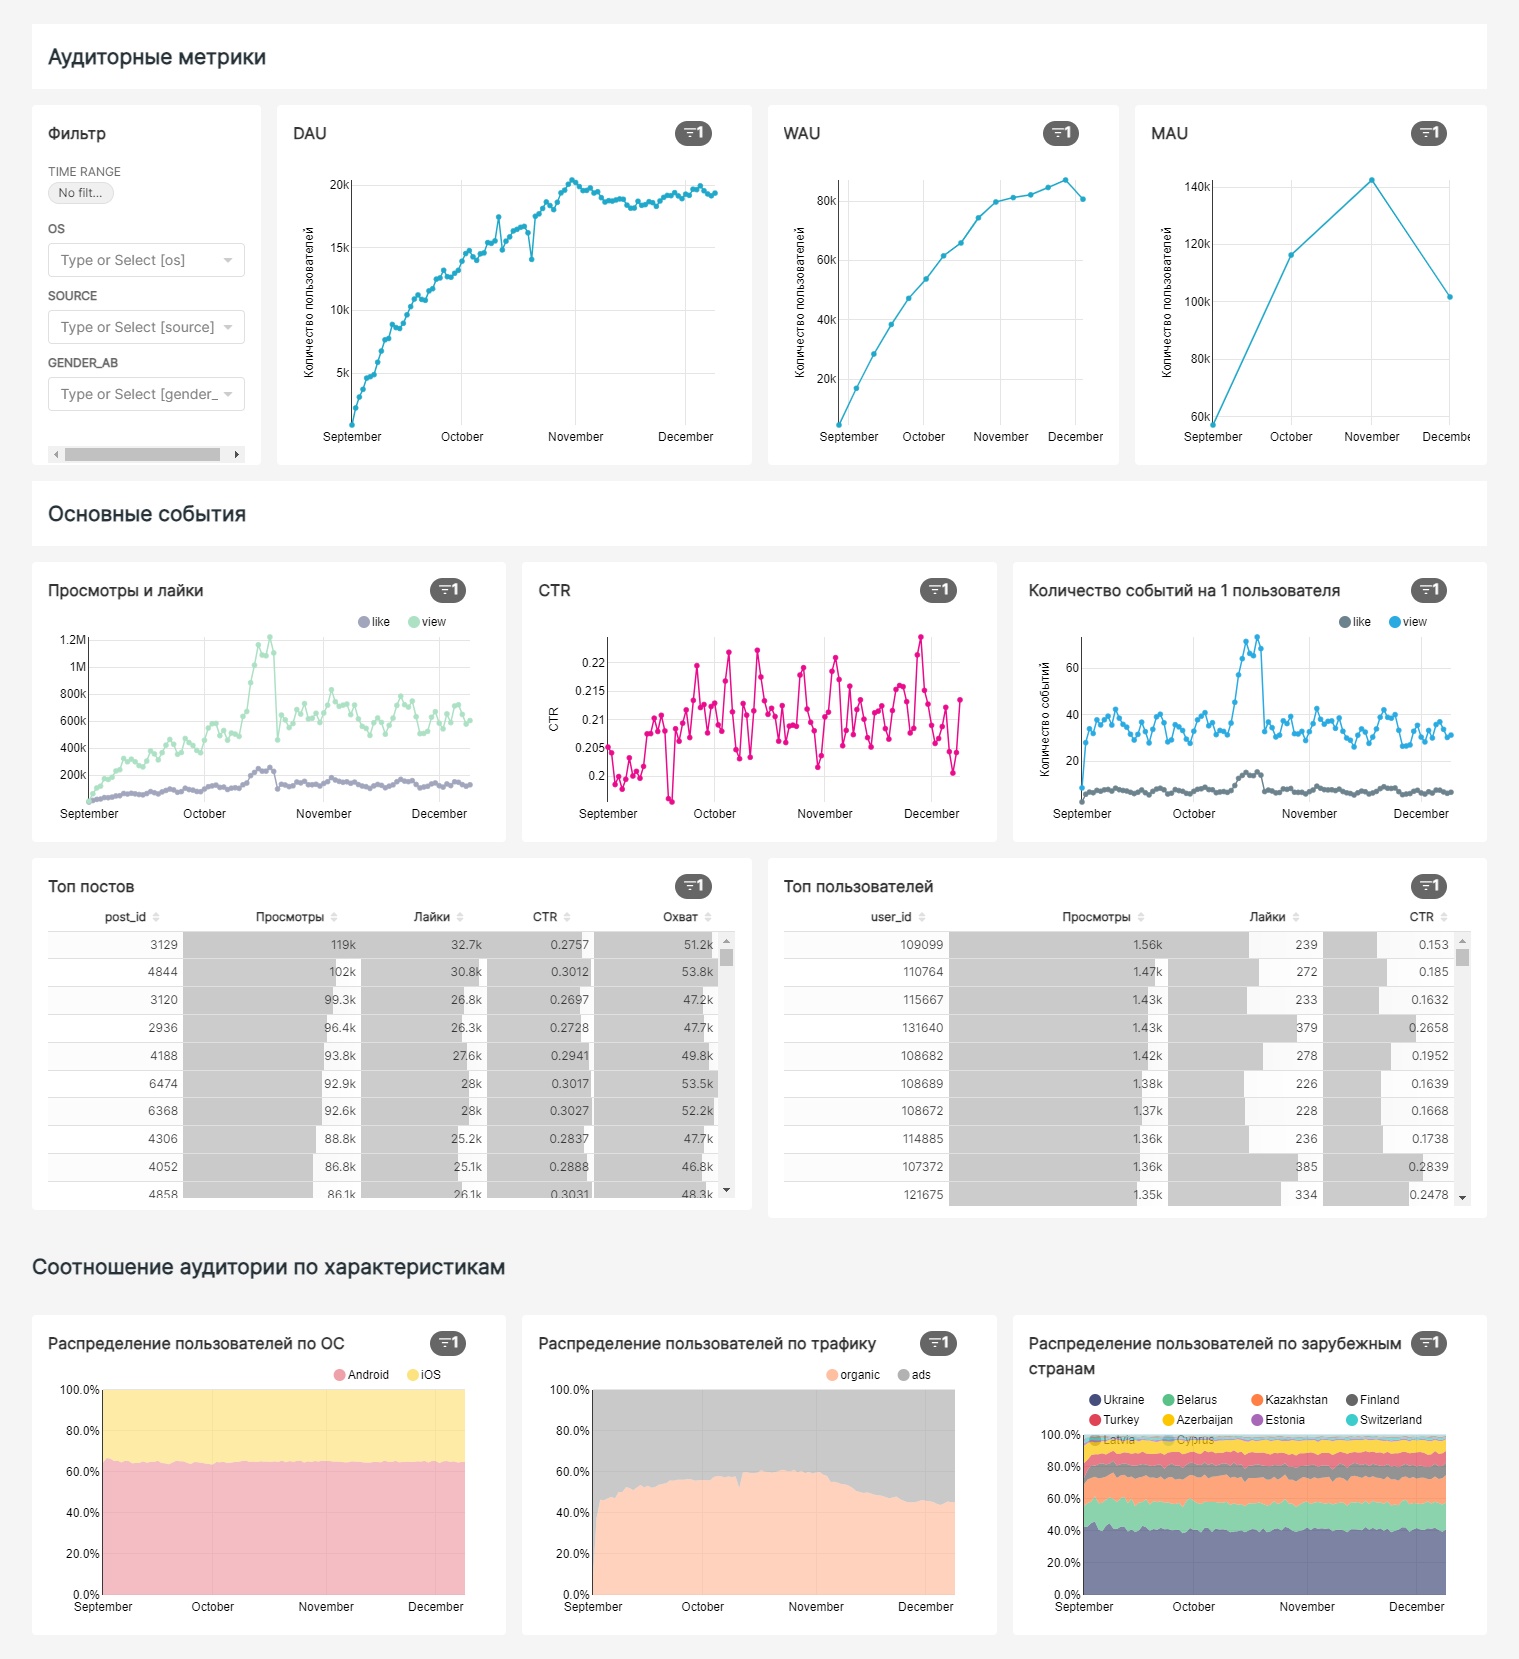 Аудиторные метрики
Фильтр
TIME RANGE
No filt...
OS
Type or Select [os]
SOURCE
Type or Select [source]
GENDER_AB
Type or Select [gender_
DAU
1
Количество пользователей
20k
15k
10k
5k
September October November December
WAU
1
Количество пользователей
80k
60k
40k
20k
September October November December
MAU
1
Количество пользователей
140k
120k
100k
80k
60k
September October November Decembe
Основные события
Просмотры и лайки
1
like view
1.2M
1M
800k
600k
400k
200k
September October November December
CTR
1
CTR
0.22
0.215
0.21
0.205
0.2
September October November December
Количество событий на 1 пользователя
1
like view
Количество событий
60
40
20
September October November December
Топ постов
1
post_id Просмотры Лайки CTR Охват
3129 119k 32.7k 0.2757 51.2k
4844 102k 30.8k 0.3012 53.8k
3120 99.3k 26.8k 0.2697 47.2k
2936 96.4k 26.3k 0.2728 47.7k
4188 93.8k 27.6k 0.2941 49.8k
6474 92.9k 28k 0.3017 53.5k
6368 92.6k 28k 0.3027 52.2k
4306 88.8k 25.2k 0.2837 47.7k
4052 86.8k 25.1k 0.2888 46.8k
4858 86.1k 26.1k 0.3031 48.3k
Топ пользователей
1
user_id Просмотры Лайки CTR
109099 1.56k 239 0.153
110764 1.47k 272 0.185
115667 1.43k 233 0.1632
131640 1.43k 379 0.2658
108682 1.42k 278 0.1952
108689 1.38k 226 0.1639
108672 1.37k 228 0.1668
114885 1.36k 236 0.1738
107372 1.36k 385 0.2839
121675 1.35k 334 0.2478
Соотношение аудитории по характеристикам
Распределение пользователей по ОС
1
Android iOS
100.0%
80.0%
60.0%
40.0%
20.0%
0.0%
September October November December
Распределение пользователей по трафику
1
organic ads
100.0%
80.0%
60.0%
40.0%
20.0%
0.0%
September October November December
Распределение пользователей по зарубежным
странам
1
Ukraine Belarus Kazakhstan Finland
Turkey Azerbaijan Estonia Switzerland
Latvia Cyprus
100.0%
80.0%
60.0%
40.0%
20.0%
0.0%
September October November December